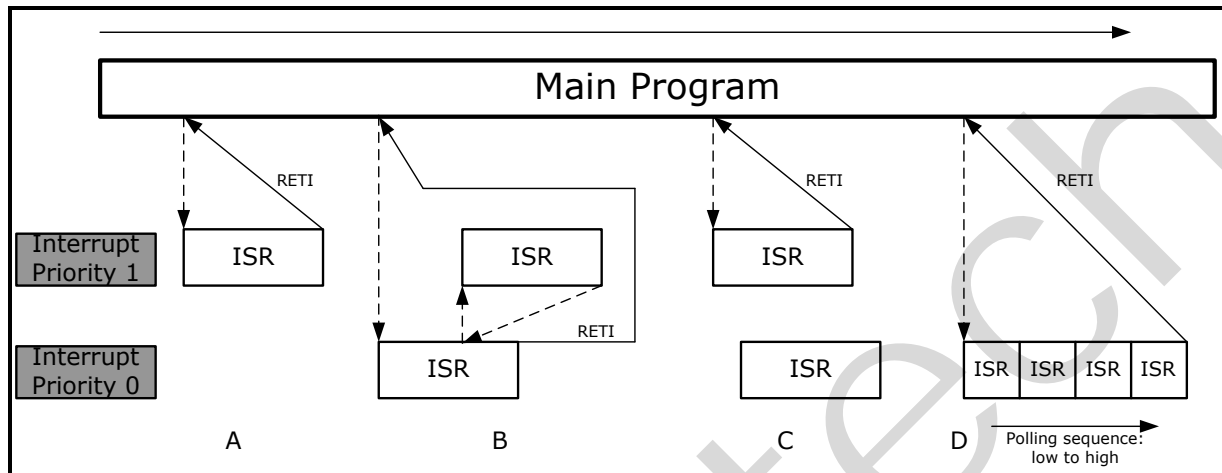 Main Program
RETI
RETI
RETI
Interrupt
Priority 1
ISR
ISR
ISR
RETI
Interrupt
Priority 0
ISR
ISR
ISR
ISR
ISR
ISR
A
B
C
D
Polling sequence:
low to high
tech